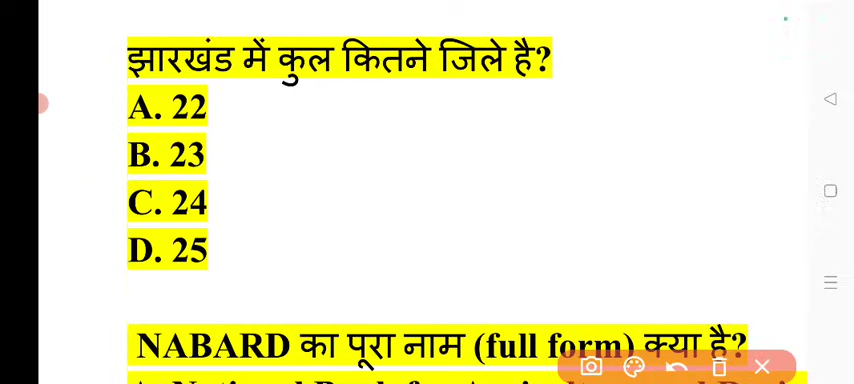 झारखंड में कुल कितने जिले है?
A. 22
B. 23
C. 24
D. 25
NABARD का पूरा नाम (full form) क्या है?